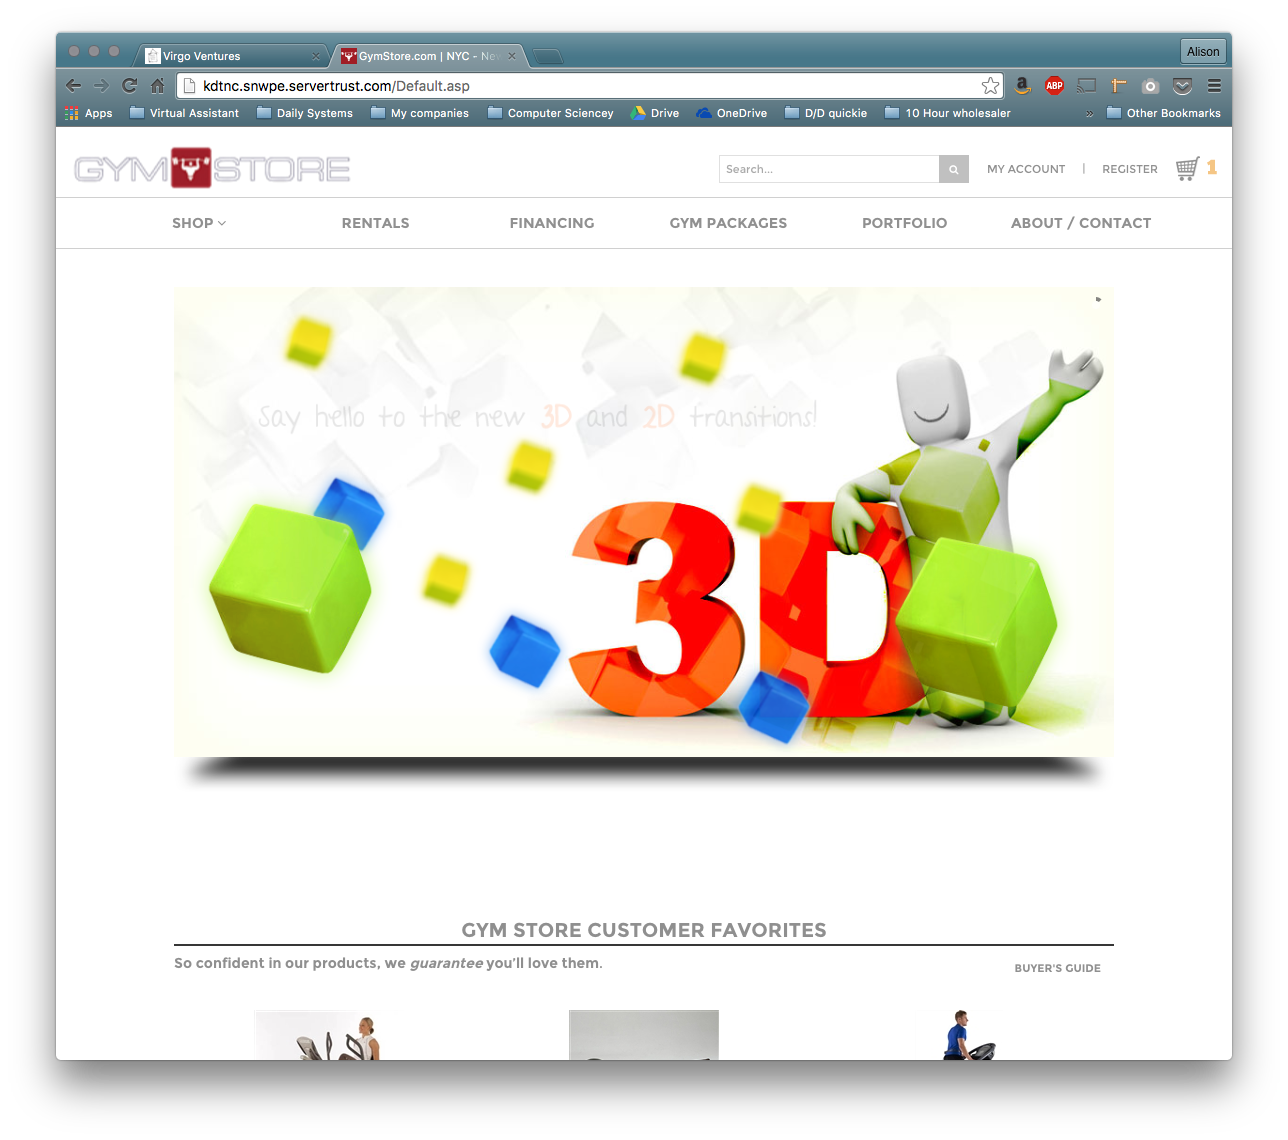 Virgo Ventures
GymStore.com | NYC - New
Alison
kdtnc.snwpe.servertrust.com/Default.asp
ABP
Apps
Virtual Assistant
Daily Systems
My companies
Computer Sciencey
Drive
OneDrive
D/D quickie
10 Hour wholesaler
»
Other Bookmarks
GYM STORE
Search...
MY ACCOUNT | REGISTER
1
SHOP
RENTALS
FINANCING
GYM PACKAGES
PORTFOLIO
ABOUT / CONTACT
Say hello to the new 3D and 2D transitions!
3D
GYM STORE CUSTOMER FAVORITES
So confident in our products, we guarantee you'll love them.
BUYER'S GUIDE